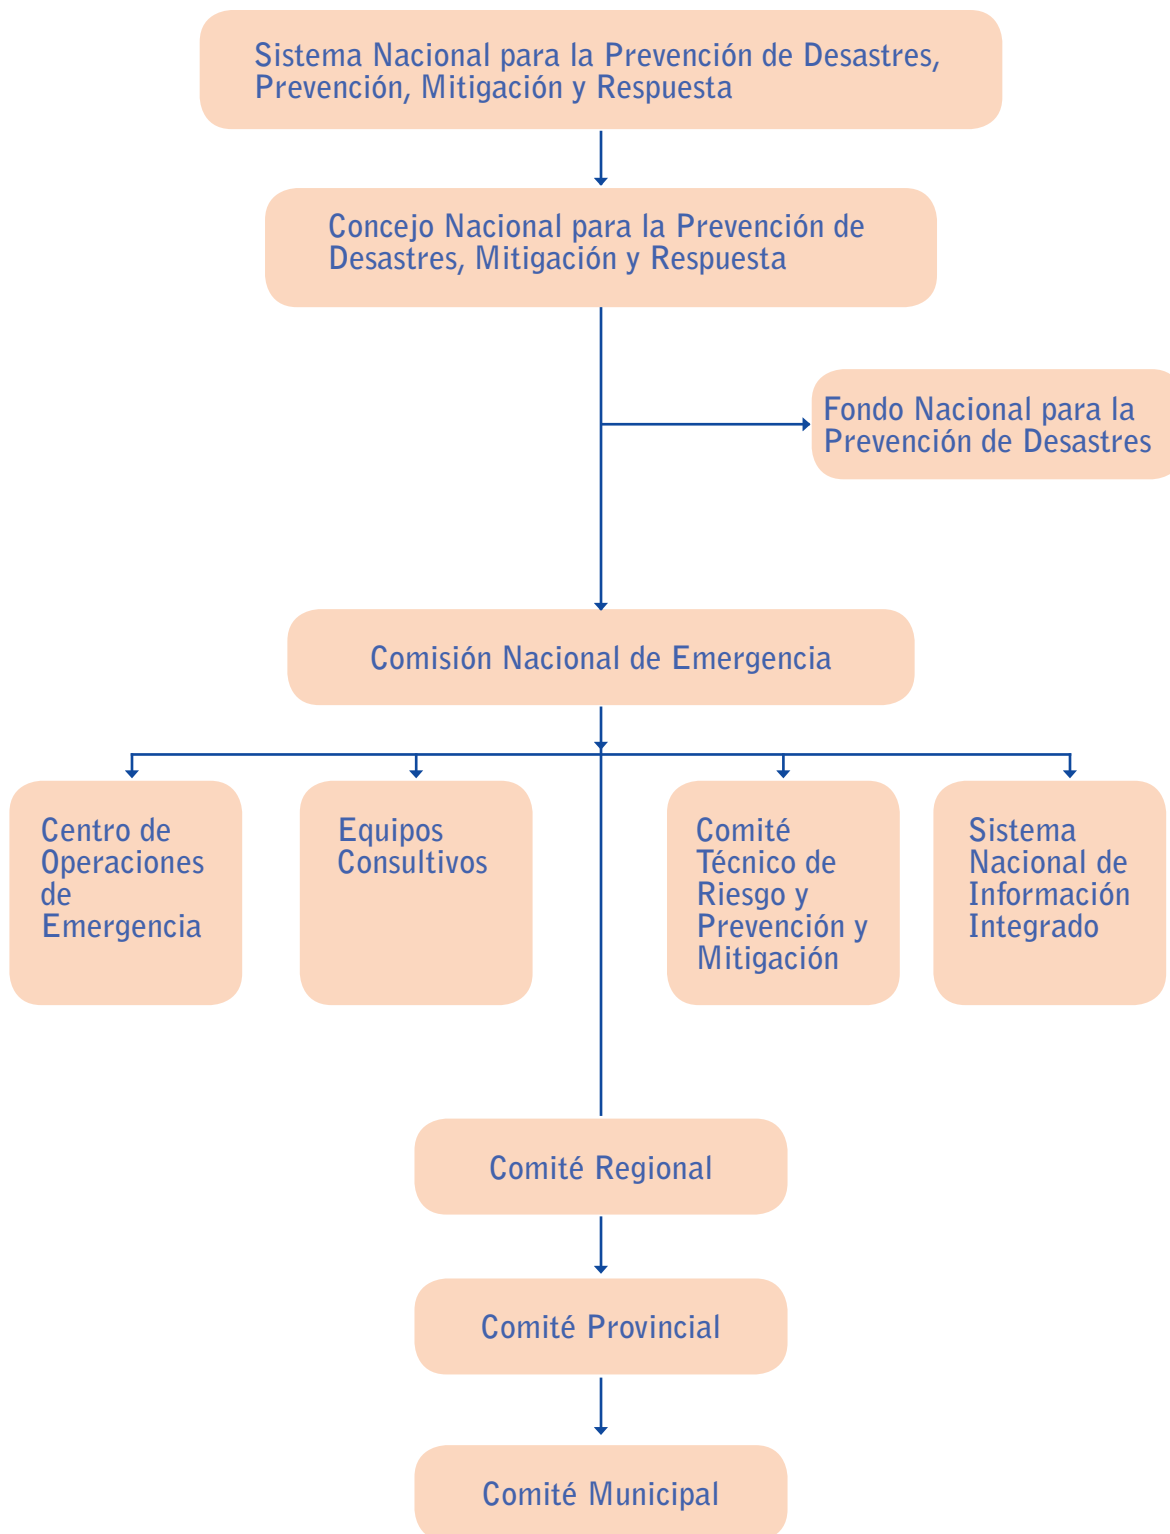 Sistema Nacional para la Prevención de Desastres,
Prevención, Mitigación y Respuesta
Concejo Nacional para la Prevención de
Desastres, Mitigación y Respuesta
Fondo Nacional para la
Prevención de Desastres
Comisión Nacional de Emergencia
Centro de
Operaciones
de
Emergencia
Equipos
Consultivos
Comité
Técnico de
Riesgo y
Prevención y
Mitigación
Sistema
Nacional de
Información
Integrado
Comité Regional
Comité Provincial
Comité Municipal